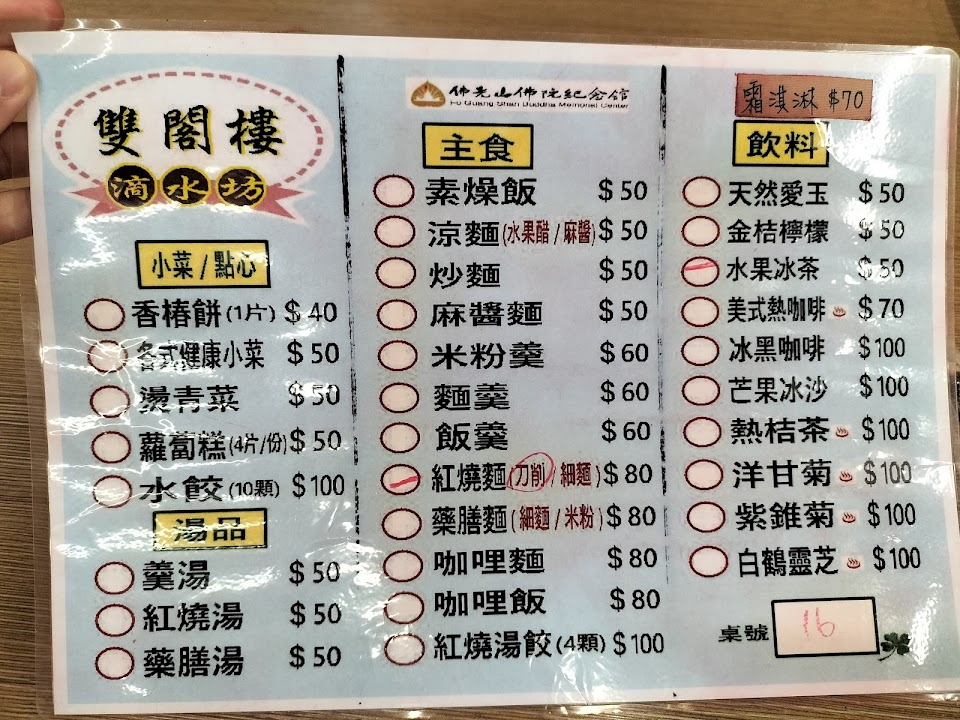 雙閣樓
滴水坊
小菜 / 點心
香椿餅(1片) $40
各式健康小菜 $50
燙青菜 $50
蘿蔔糕(4片/份) $50
水餃(10顆) $100
湯品
羹湯 $50
紅燒湯 $50
藥膳湯 $50
佛光山佛陀紀念館
Fo Guang Shan Buddha Memorial Center
主食
素燥飯 $50
涼麵(水果醋 / 麻醬) $50
炒麵 $50
麻醬麵 $50
米粉羹 $60
麵羹 $60
飯羹 $60
紅燒麵(刀削 / 細麵) $80
藥膳麵(細麵 / 米粉) $80
咖哩麵 $80
咖哩飯 $80
紅燒湯餃(4顆) $100
霜淇淋 $70
飲料
天然愛玉 $50
金桔檸檬 $50
水果冰茶 $50
美式熱咖啡 $70
冰黑咖啡 $100
芒果冰沙 $100
熱桔茶 $100
洋甘菊 $100
紫錐菊 $100
白鶴靈芝 $100
桌號 16